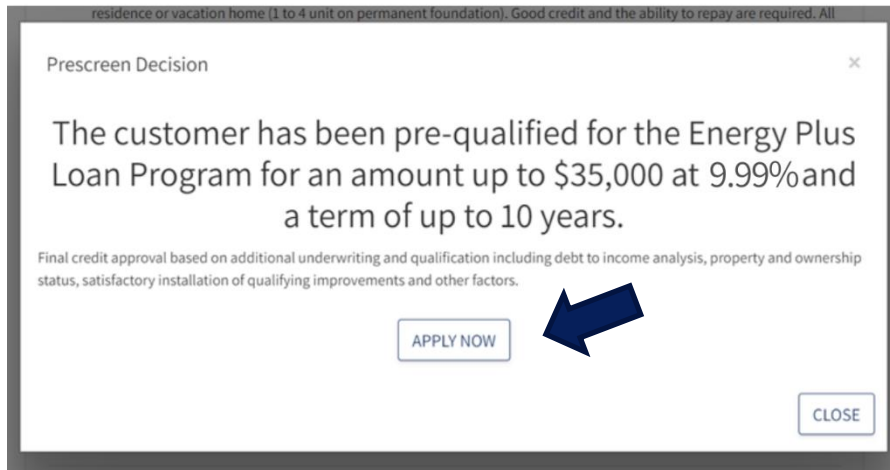 residence or vacation home (1 to 4 unit on permanent foundation). Good credit and the ability to repay are required. All
Prescreen Decision ×
The customer has been pre-qualified for the Energy Plus
Loan Program for an amount up to $35,000 at 9.99% and
a term of up to 10 years.
Final credit approval based on additional underwriting and qualification including debt to income analysis, property and ownership
status, satisfactory installation of qualifying improvements and other factors.
APPLY NOW
CLOSE